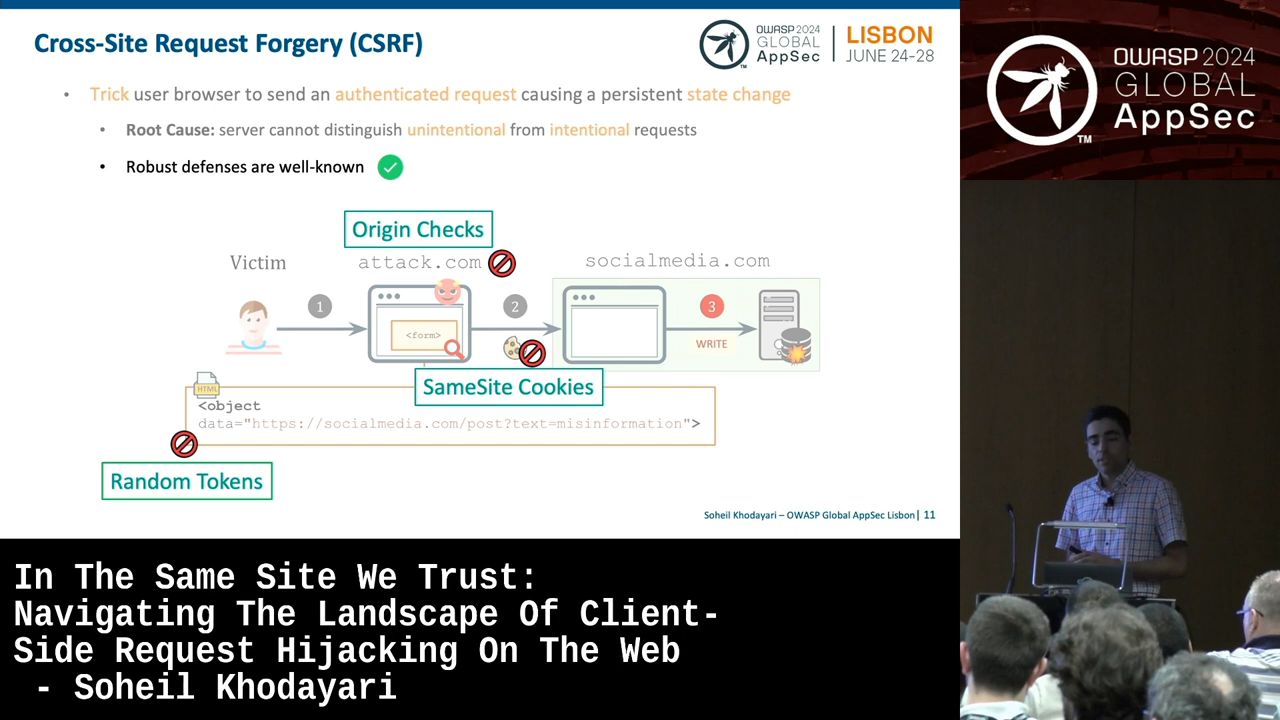 Cross-Site Request Forgery (CSRF)
OWASP 2024
GLOBAL
AppSec
TM
LISBON
JUNE 24-28
• Trick user browser to send an authenticated request causing a persistent state change
• Root Cause: server cannot distinguish unintentional from intentional requests
• Robust defenses are well-known
Origin Checks
Victim
attack.com
socialmedia.com
1
2
3
<form>
WRITE
SameSite Cookies
HTML
<object
data="https://socialmedia.com/post?text=misinformation">
Random Tokens
Soheil Khodayari – OWASP Global AppSec Lisbon| 11
OWASP 2024
GLOBAL
AppSec
TM
In The Same Site We Trust:
Navigating The Landscape Of Client-
Side Request Hijacking On The Web
- Soheil Khodayari